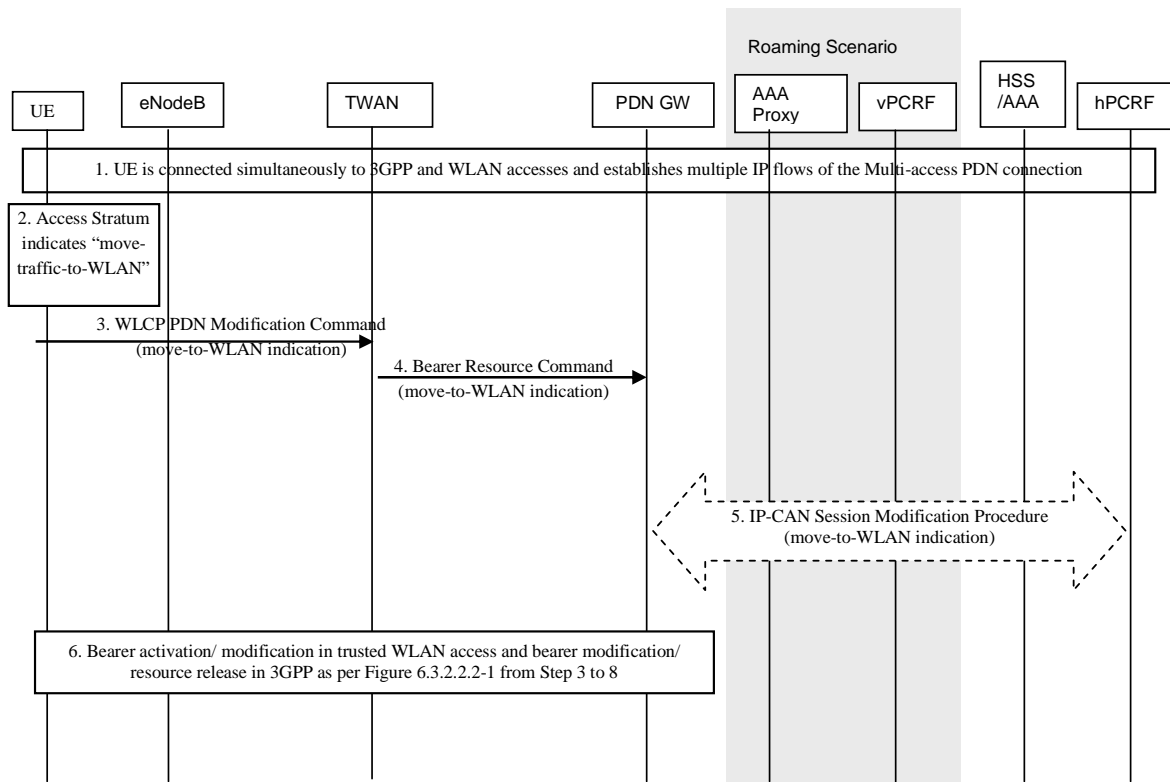 Roaming Scenario
UE
eNodeB
TWAN
PDN GW
AAA
Proxy
vPCRF
HSS
/AAA
hPCRF
1. UE is connected simultaneously to 3GPP and WLAN accesses and establishes multiple IP flows of the Multi-access PDN connection
2. Access Stratum
indicates “move-
traffic-to-WLAN”
3. WLCP PDN Modification Command
(move-to-WLAN indication)
4. Bearer Resource Command
(move-to-WLAN indication)
5. IP-CAN Session Modification Procedure
(move-to-WLAN indication)
6. Bearer activation/ modification in trusted WLAN access and bearer modification/
resource release in 3GPP as per Figure 6.3.2.2.2-1 from Step 3 to 8